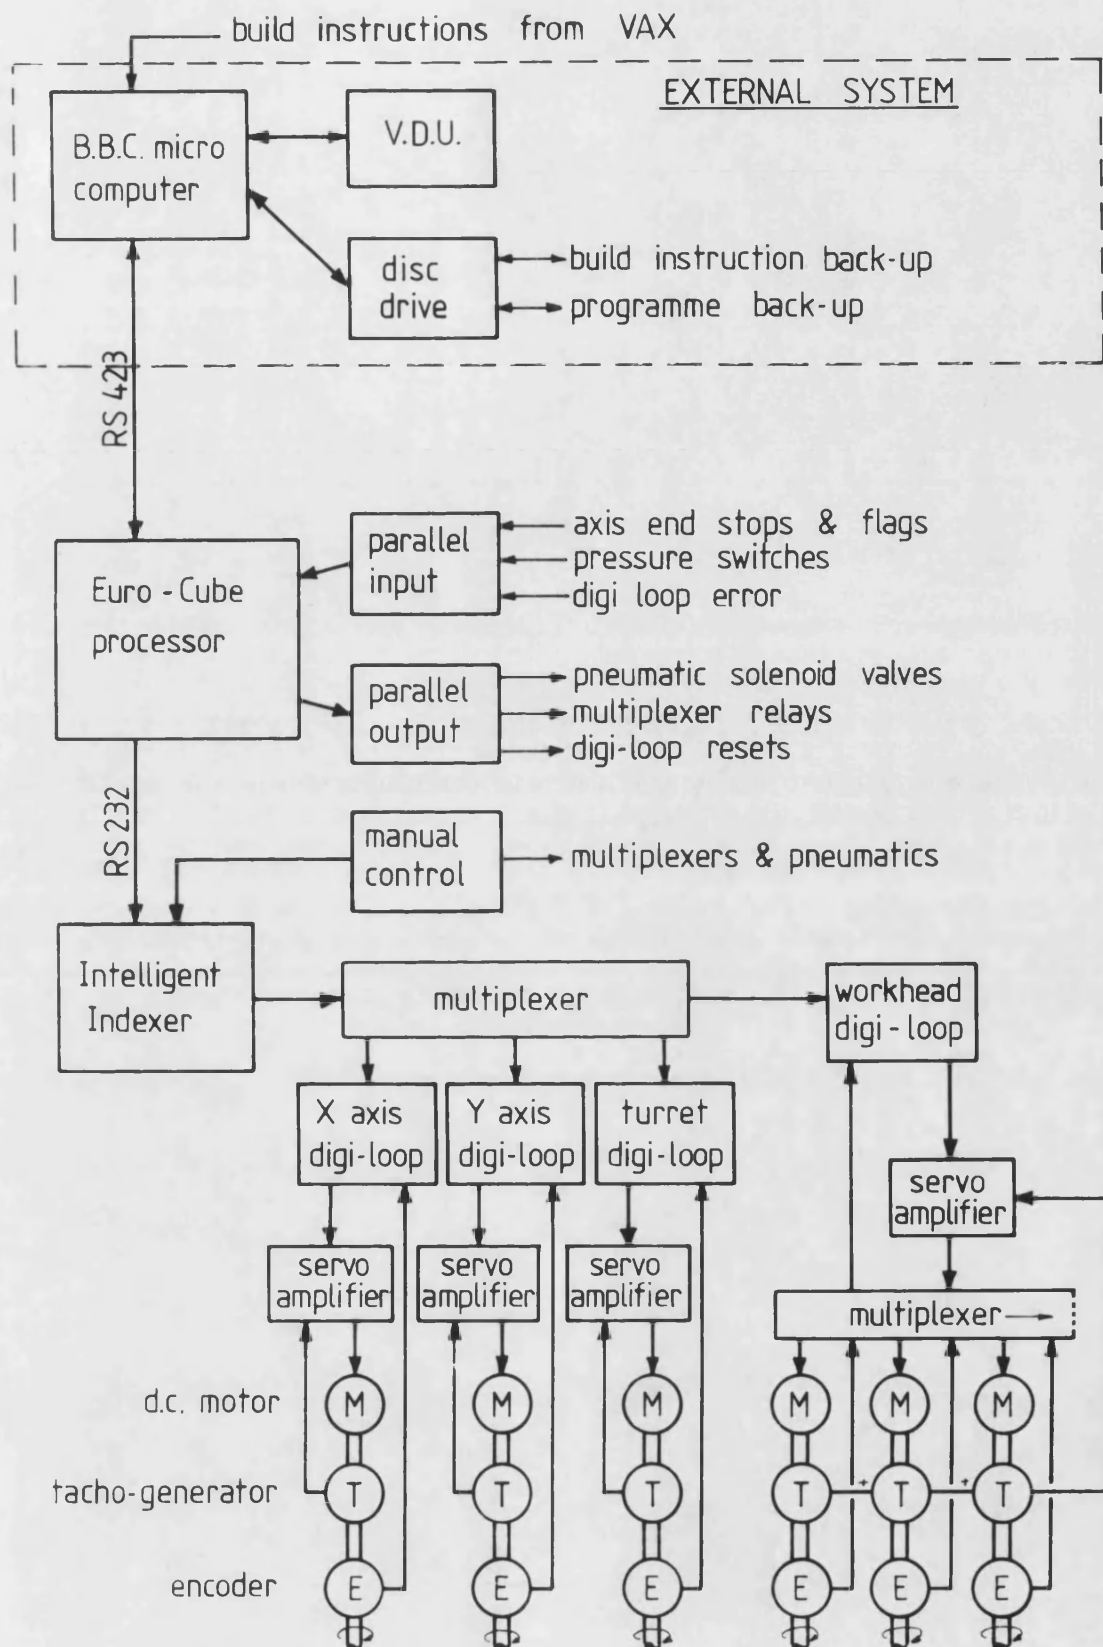 build instructions from VAX
EXTERNAL SYSTEM
B.B.C. micro
computer
V.D.U.
disc
drive
build instruction back-up
programme back-up
RS 423
Euro - Cube
processor
parallel
input
axis end stops & flags
pressure switches
digi loop error
parallel
output
pneumatic solenoid valves
multiplexer relays
digi-loop resets
RS 232
manual
control
multiplexers & pneumatics
Intelligent
Indexer
multiplexer
workhead
digi-loop
X axis
digi-loop
Y axis
digi-loop
turret
digi-loop
servo
amplifier
servo
amplifier
servo
amplifier
servo
amplifier
multiplexer
d.c. motor
M
M
M
M
M
M
tacho-generator
T
T
T
T
+
T
+
T
encoder
E
E
E
E
E
E